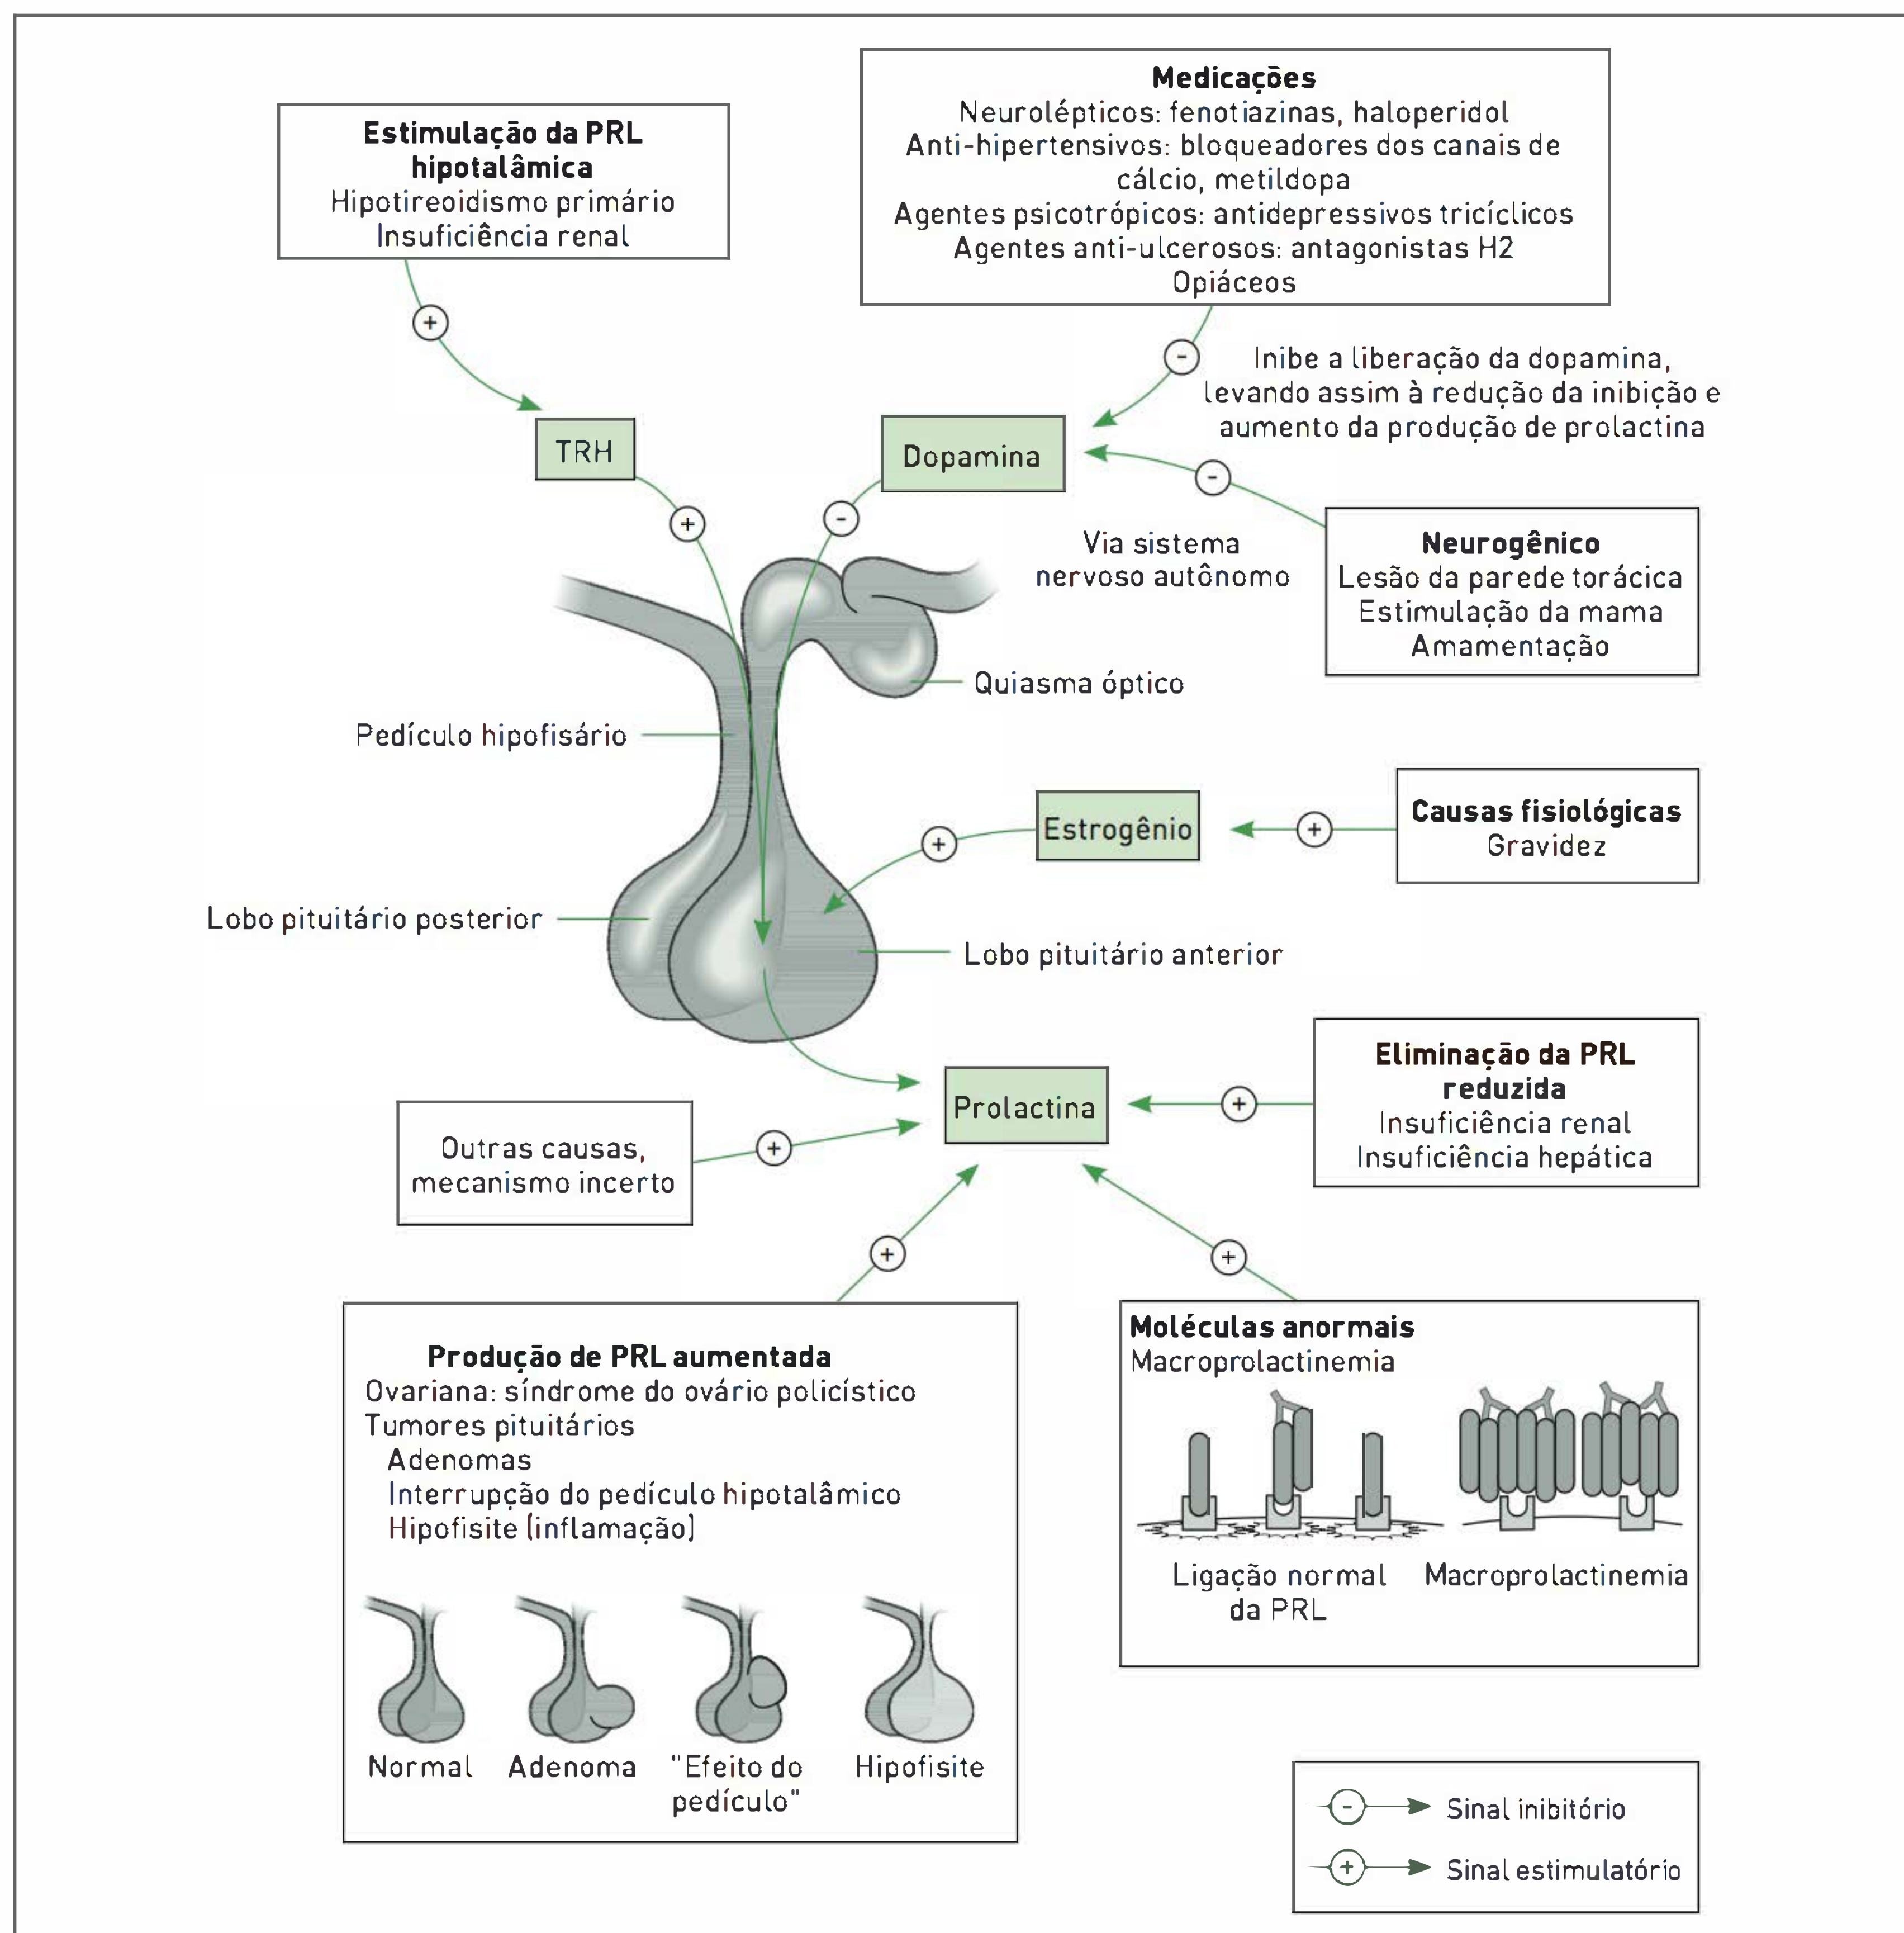 Medicações
Neurolépticos: fenotiazinas, haloperidol
Anti-hipertensivos: bloqueadores dos canais de
cálcio, metildopa
Agentes psicotrópicos: antidepressivos tricíclicos
Agentes anti-ulcerosos: antagonistas H2
Opiáceos
Estimulação da PRL
hipotalâmica
Hipotireoidismo primário
Insuficiência renal
+
-
Inibe a liberação da dopamina,
levando assim à redução da inibição e
aumento da produção de prolactina
TRH
Dopamina
-
+
-
Via sistema
nervoso autônomo
Neurogênico
Lesão da parede torácica
Estimulação da mama
Amamentação
Quiasma óptico
Pedículo hipofisário
Estrogênio
+
+
Causas fisiológicas
Gravidez
Lobo pituitário posterior
Lobo pituitário anterior
Eliminação da PRL
reduzida
Insuficiência renal
Insuficiência hepática
Prolactina
+
Outras causas,
mecanismo incerto
+
+
+
Produção de PRL aumentada
Ovariana: síndrome do ovário policístico
Tumores pituitários
Adenomas
Interrupção do pedículo hipotalâmico
Hipofisite (inflamação)
Normal
Adenoma
"Efeito do
pedículo"
Hipofisite
Moléculas anormais
Macroprolactinemia
Ligação normal
da PRL
Macroprolactinemia
- Sinal inibitório
+ Sinal estimulatório